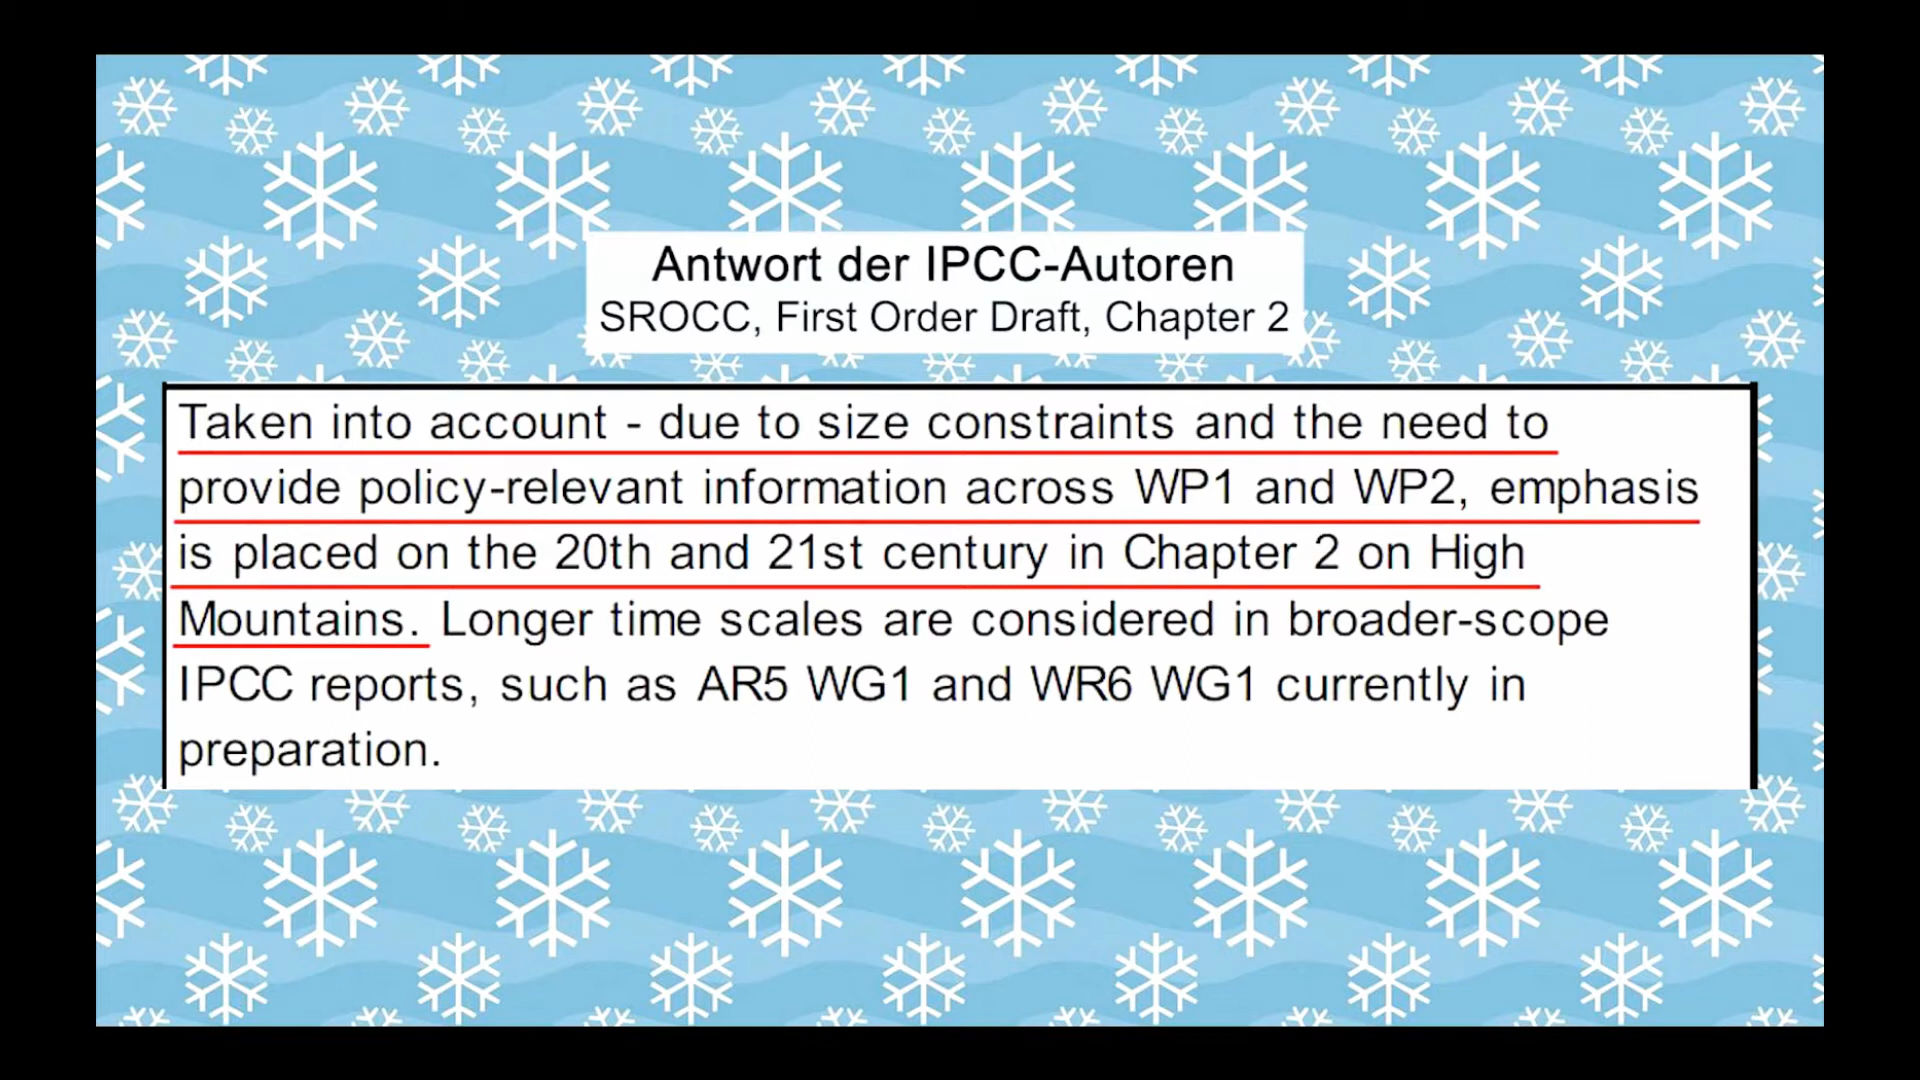 Antwort der IPCC-Autoren
SROCC, First Order Draft, Chapter 2
Taken into account - due to size constraints and the need to
provide policy-relevant information across WP1 and WP2, emphasis
is placed on the 20th and 21st century in Chapter 2 on High
Mountains. Longer time scales are considered in broader-scope
IPCC reports, such as AR5 WG1 and WR6 WG1 currently in
preparation.